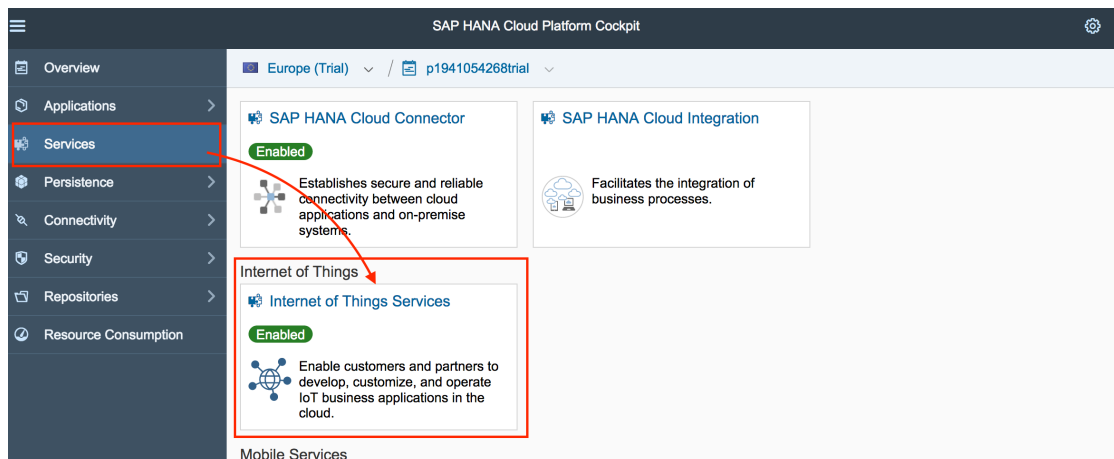 SAP HANA Cloud Platform Cockpit
Overview
Applications
Services
Persistence
Connectivity
Security
Repositories
Resource Consumption
Europe (Trial) / p1941054268trial
SAP HANA Cloud Connector
Enabled
Establishes secure and reliable
connectivity between cloud
applications and on-premise
systems.
SAP HANA Cloud Integration
Facilitates the integration of
business processes.
Internet of Things
Internet of Things Services
Enabled
Enable customers and partners to
develop, customize, and operate
IoT business applications in the
cloud.
Mobile Services